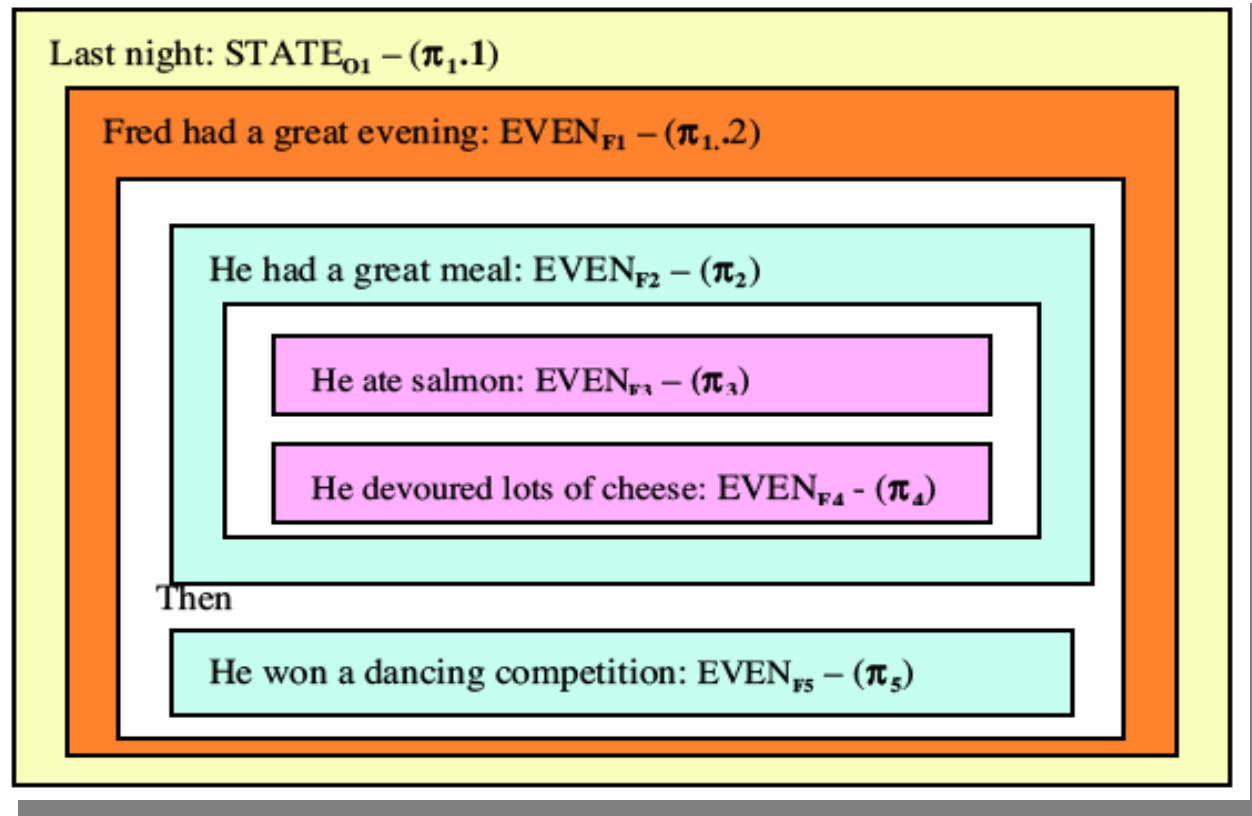 Last night: STATE₀₁ – (π₁.1)
Fred had a great evening: EVENF₁ – (π₁..2)
He had a great meal: EVENF₂ – (π₂)
He ate salmon: EVENF₃ – (π₃)
He devoured lots of cheese: EVENF₄ - (π₄)
Then
He won a dancing competition: EVENF₅ – (π₅)